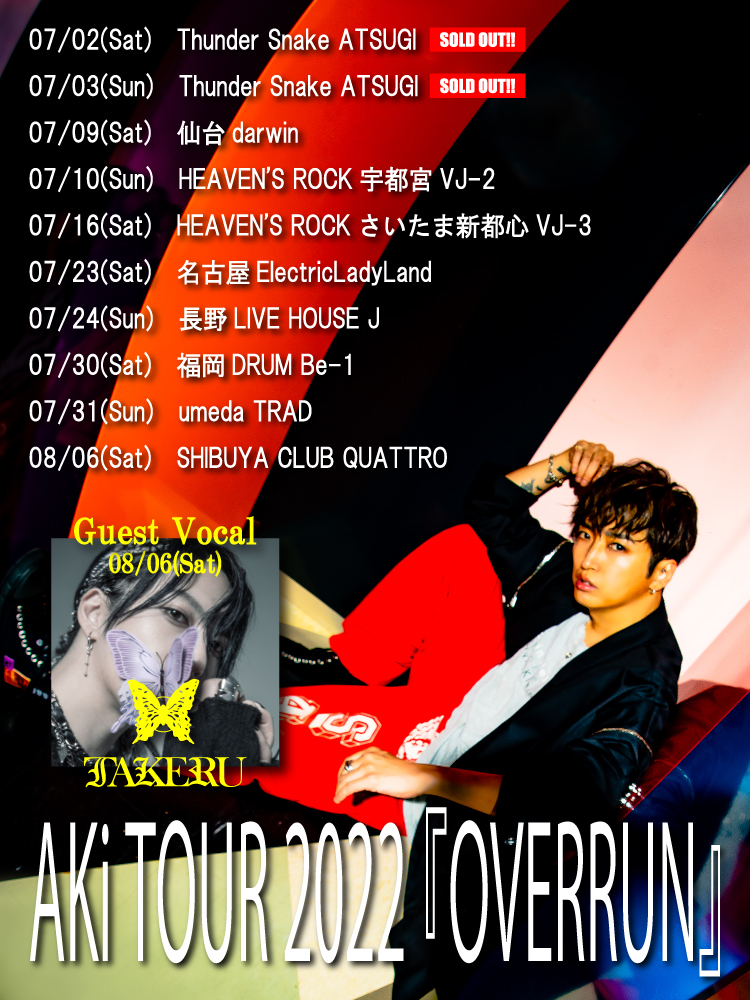 07/02(Sat) Thunder Snake ATSUGI SOLD OUT!!
07/03(Sun) Thunder Snake ATSUGI SOLD OUT!!
07/09(Sat) 仙台 darwin
07/10(Sun) HEAVEN'S ROCK 宇都宮 VJ-2
07/16(Sat) HEAVEN'S ROCK さいたま新都心 VJ-3
07/23(Sat) 名古屋 ElectricLadyLand
07/24(Sun) 長野 LIVE HOUSE J
07/30(Sat) 福岡 DRUM Be-1
07/31(Sun) umeda TRAD
08/06(Sat) SHIBUYA CLUB QUATTRO
Guest Vocal
08/06(Sat)
TAKERU
AKi TOUR 2022『OVERRUN』